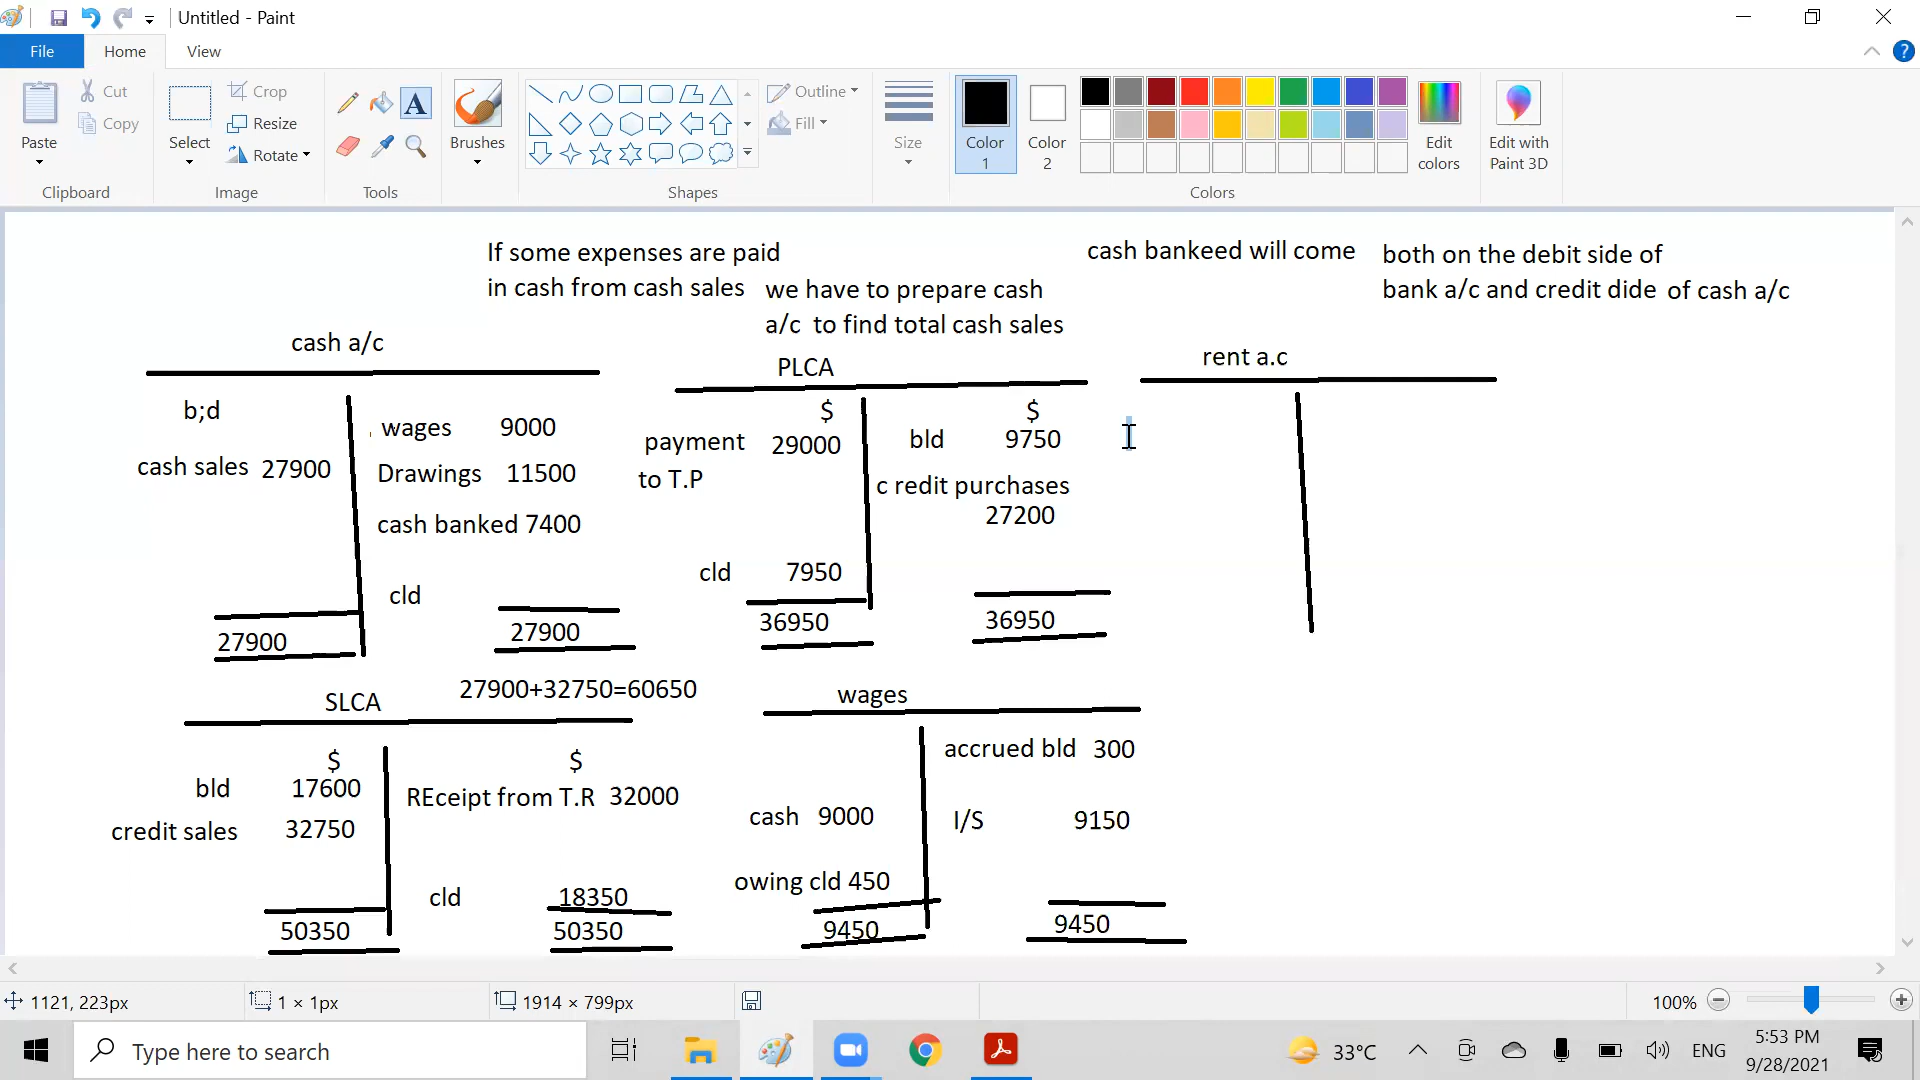 Untitled - Paint
File
Home
View
Paste
Cut
Copy
Clipboard
Select
Crop
Resize
Rotate
Image
Tools
Brushes
Shapes
Outline
Fill
Size
Color 1
Color 2
Edit colors
Edit with Paint 3D
Colors
If some expenses are paid
in cash from cash sales
we have to prepare cash
a/c to find total cash sales
cash bankeed will come
both on the debit side of
bank a/c and credit dide of cash a/c
cash a/c
b;d
cash sales 27900
wages 9000
Drawings 11500
cash banked 7400
cld
27900
27900
PLCA
$
$
payment 29000
to T.P
bld 9750
c redit purchases
27200
cld 7950
36950
36950
rent a.c
27900+32750=60650
SLCA
$
$
bld 17600
credit sales 32750
REceipt from T.R 32000
cld 18350
50350
50350
wages
accrued bld 300
cash 9000
I/S 9150
owing cld 450
9450
9450
1121, 223px
1 × 1px
1914 × 799px
100%
Type here to search
33°C
ENG
5:53 PM
9/28/2021